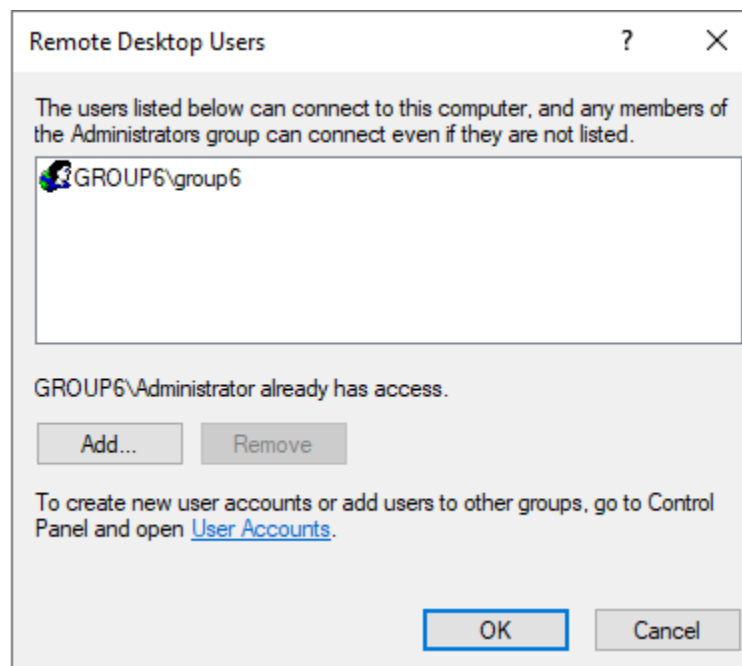 Remote Desktop Users
?
The users listed below can connect to this computer, and any members of
the Administrators group can connect even if they are not listed.
GROUP6\group6
GROUP6\Administrator already has access.
Add...
Remove
To create new user accounts or add users to other groups, go to Control
Panel and open User Accounts.
OK
Cancel